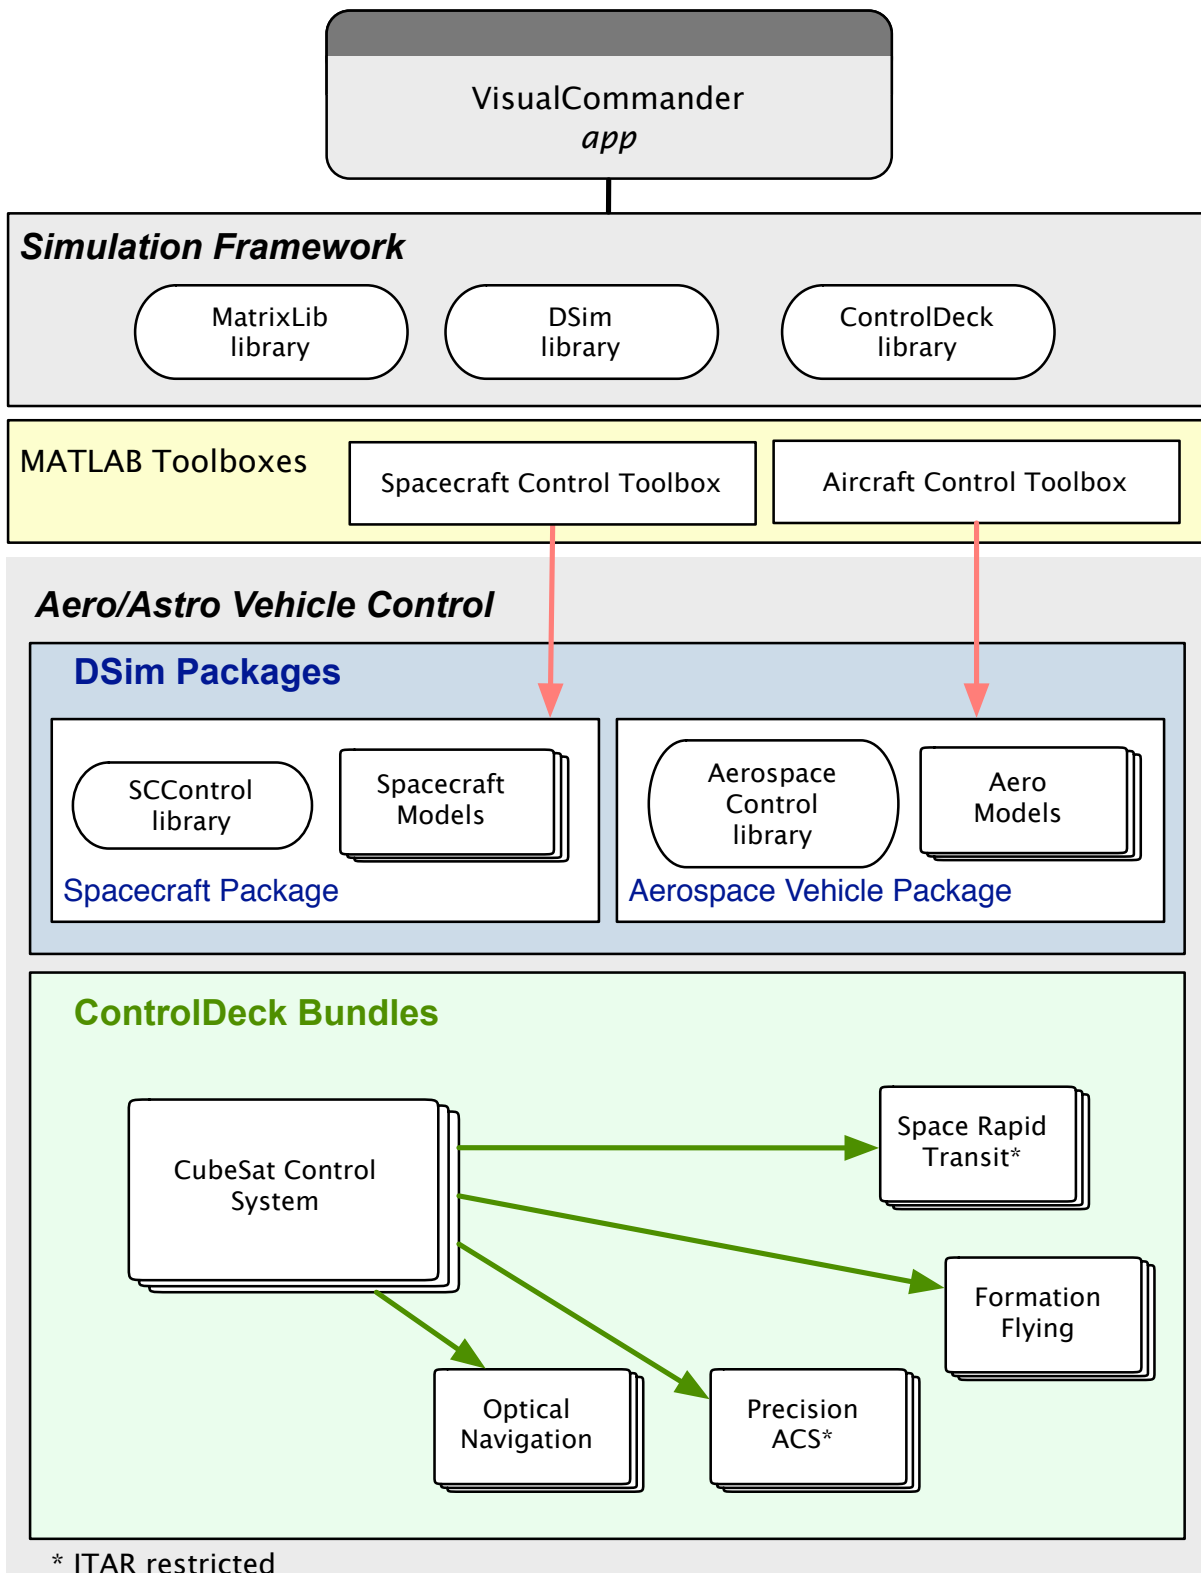 VisualCommander
app
Simulation Framework
MatrixLib
library
DSim
library
ControlDeck
library
MATLAB Toolboxes
Spacecraft Control Toolbox
Aircraft Control Toolbox
Aero/Astro Vehicle Control
DSim Packages
SCControl
library
Spacecraft
Models
Spacecraft Package
Aerospace
Control
library
Aero
Models
Aerospace Vehicle Package
ControlDeck Bundles
CubeSat Control
System
Space Rapid
Transit*
Formation
Flying
Optical
Navigation
Precision
ACS*
* ITAR restricted